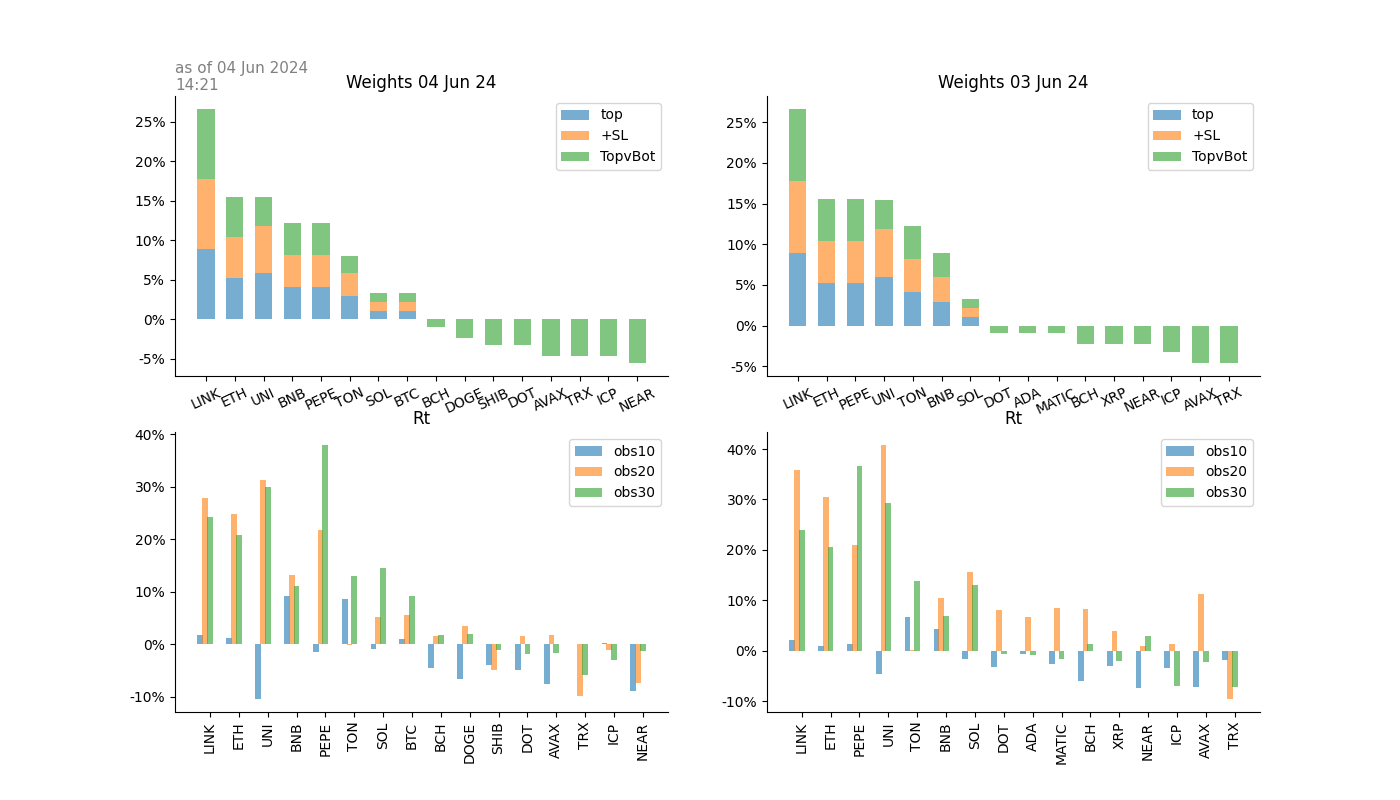 as of 04 Jun 2024
14:21
Weights 04 Jun 24
25%
20%
15%
10%
5%
0%
-5%
top
+SL
TopvBot
LINK ETH UNI BNB PEPE TON SOL BTC BCH DOGE SHIB DOT AVAX TRX ICP NEAR
Weights 03 Jun 24
25%
20%
15%
10%
5%
0%
-5%
top
+SL
TopvBot
LINK ETH PEPE UNI TON BNB SOL DOT ADA MATIC BCH XRP NEAR ICP AVAX TRX
Rt
40%
30%
20%
10%
0%
-10%
obs10
obs20
obs30
LINK ETH UNI BNB PEPE TON SOL BTC BCH DOGE SHIB DOT AVAX TRX ICP NEAR
Rt
40%
30%
20%
10%
0%
-10%
obs10
obs20
obs30
LINK ETH PEPE UNI TON BNB SOL DOT ADA MATIC BCH XRP NEAR ICP AVAX TRX